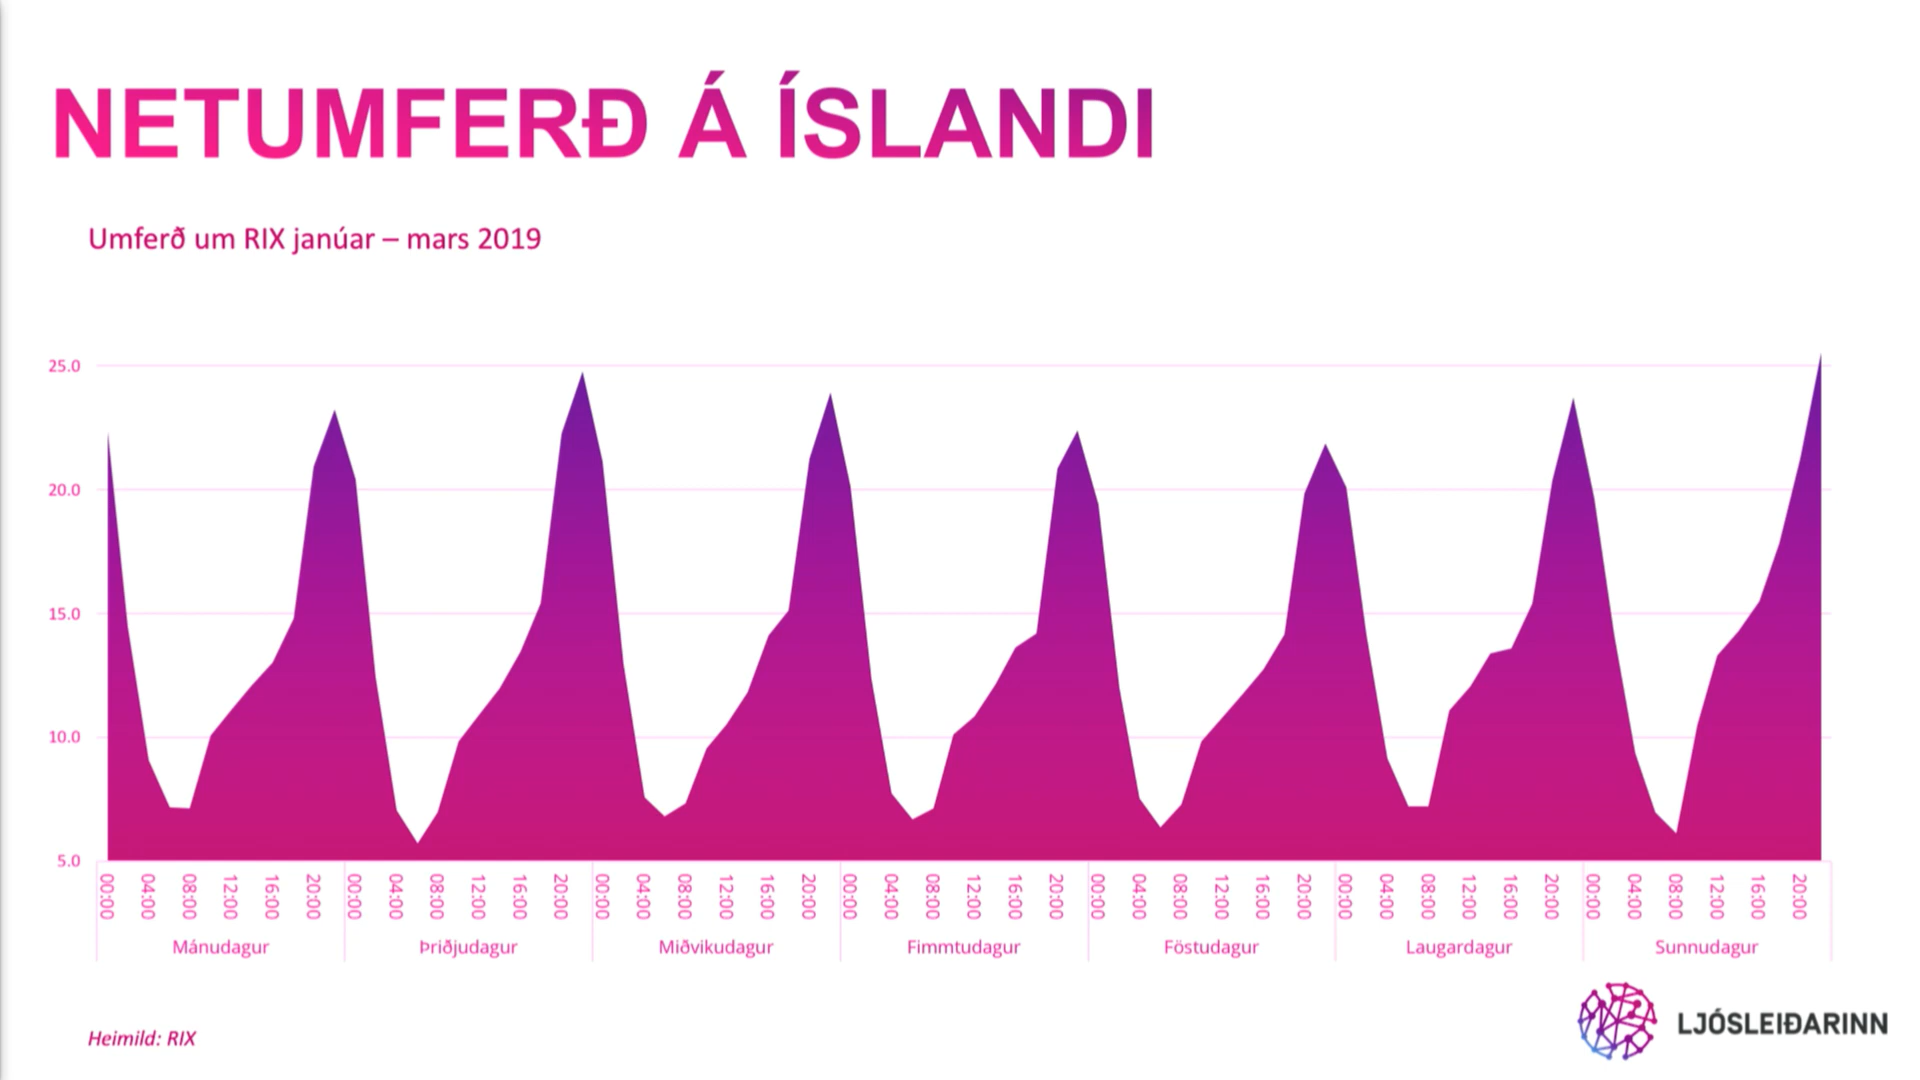 NETUMFERÐ Á ÍSLANDI
Umferð um RIX janúar – mars 2019
25.0
20.0
15.0
10.0
5.0
00:00 04:00 08:00 12:00 16:00 20:00 00:00 04:00 08:00 12:00 16:00 20:00 00:00 04:00 08:00 12:00 16:00 20:00 00:00 04:00 08:00 12:00 16:00 20:00 00:00 04:00 08:00 12:00 16:00 20:00 00:00 04:00 08:00 12:00 16:00 20:00 00:00 04:00 08:00 12:00 16:00 20:00
Mánudagur Þriðjudagur Miðvikudagur Fimmtudagur Föstudagur Laugardagur Sunnudagur
Heimild: RIX
LJÓSLEIÐARINN